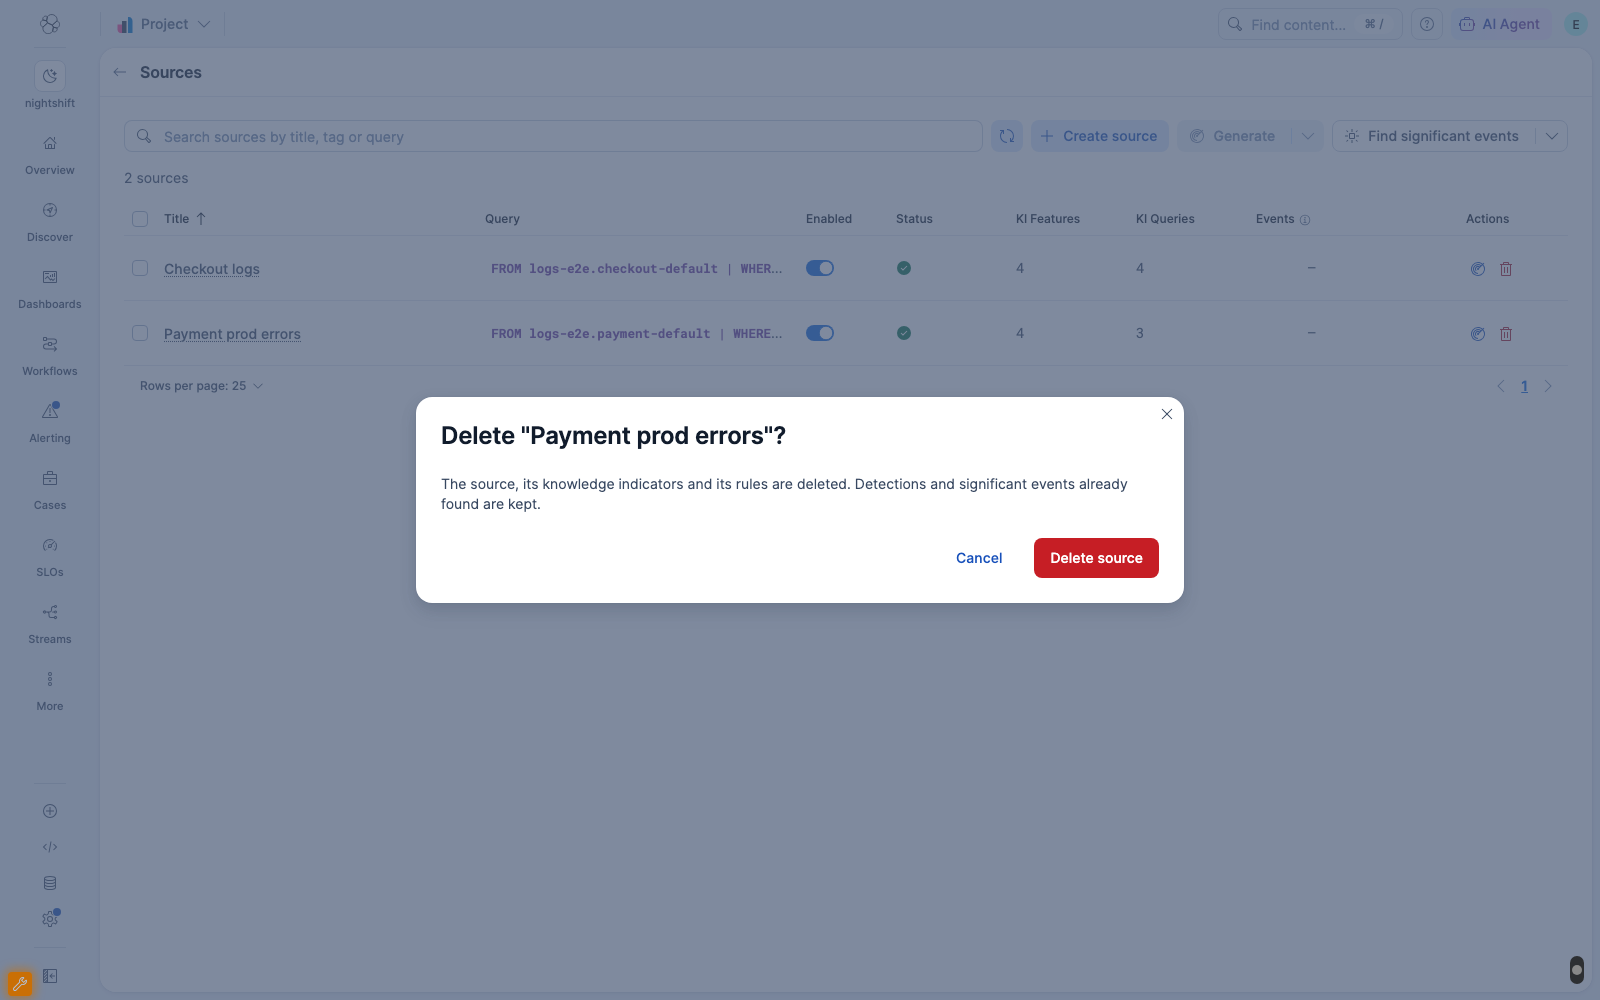 Project
Find content...
⌘ /
AI Agent
E
Sources
nightshift
Overview
Discover
Dashboards
Workflows
Alerting
Cases
SLOs
Streams
More
Search sources by title, tag or query
Create source
Generate
Find significant events
2 sources
Title
Query
Enabled
Status
KI Features
KI Queries
Events
Actions
Checkout logs
FROM logs-e2e.checkout-default | WHER...
4
4
–
Payment prod errors
FROM logs-e2e.payment-default | WHERE...
4
3
–
Rows per page: 25
1
Delete "Payment prod errors"?
The source, its knowledge indicators and its rules are deleted. Detections and significant events already
found are kept.
Cancel
Delete source